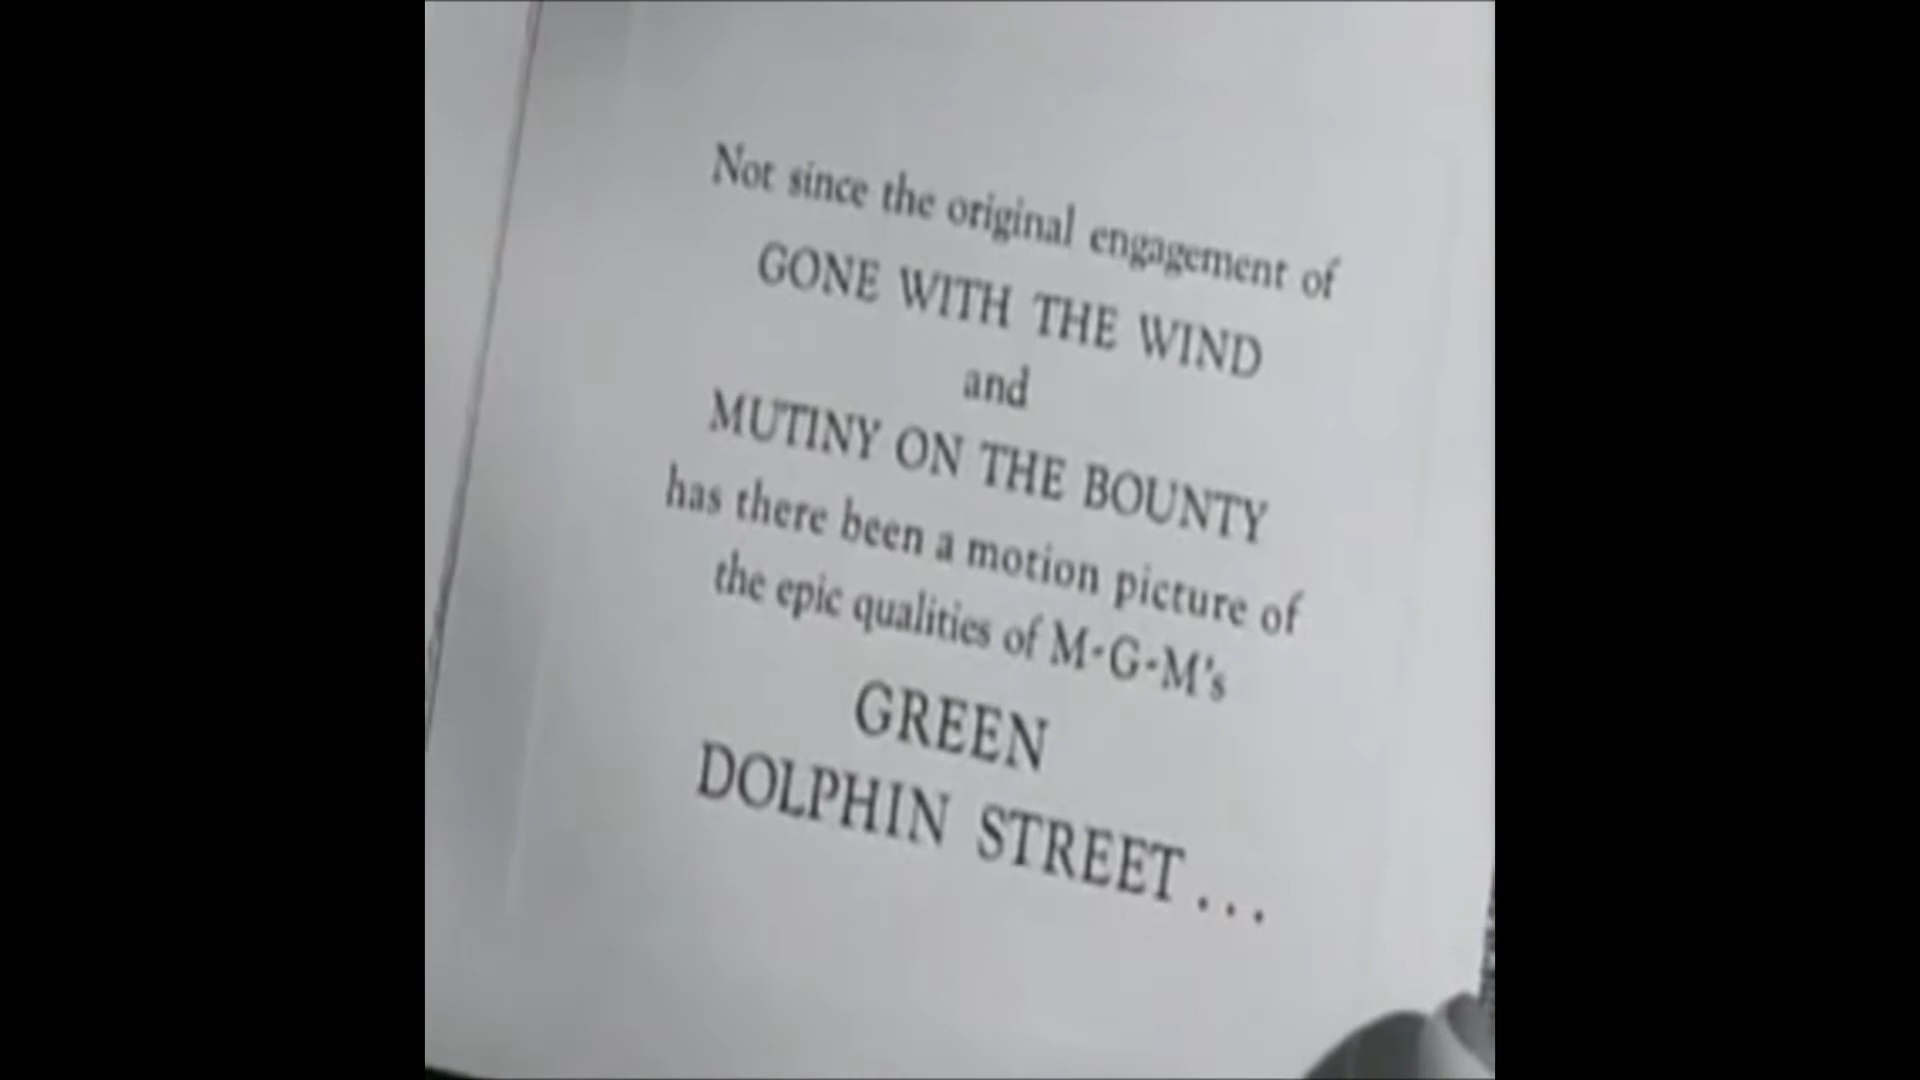 Not since the original engagement of
GONE WITH THE WIND
and
MUTINY ON THE BOUNTY
has there been a motion picture of
the epic qualities of M-G-M's
GREEN
DOLPHIN STREET...